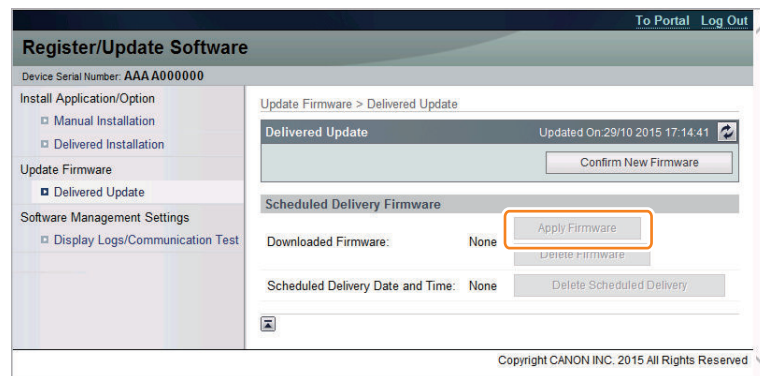 To Portal Log Out
Register/Update Software
Device Serial Number: AAA A000000
Install Application/Option
Manual Installation
Delivered Installation
Update Firmware
Delivered Update
Software Management Settings
Display Logs/Communication Test
Update Firmware > Delivered Update
Delivered Update Updated On:29/10 2015 17:14:41
Confirm New Firmware
Scheduled Delivery Firmware
Downloaded Firmware: None Apply Firmware
Delete Firmware
Scheduled Delivery Date and Time: None Delete Scheduled Delivery
Copyright CANON INC. 2015 All Rights Reserved